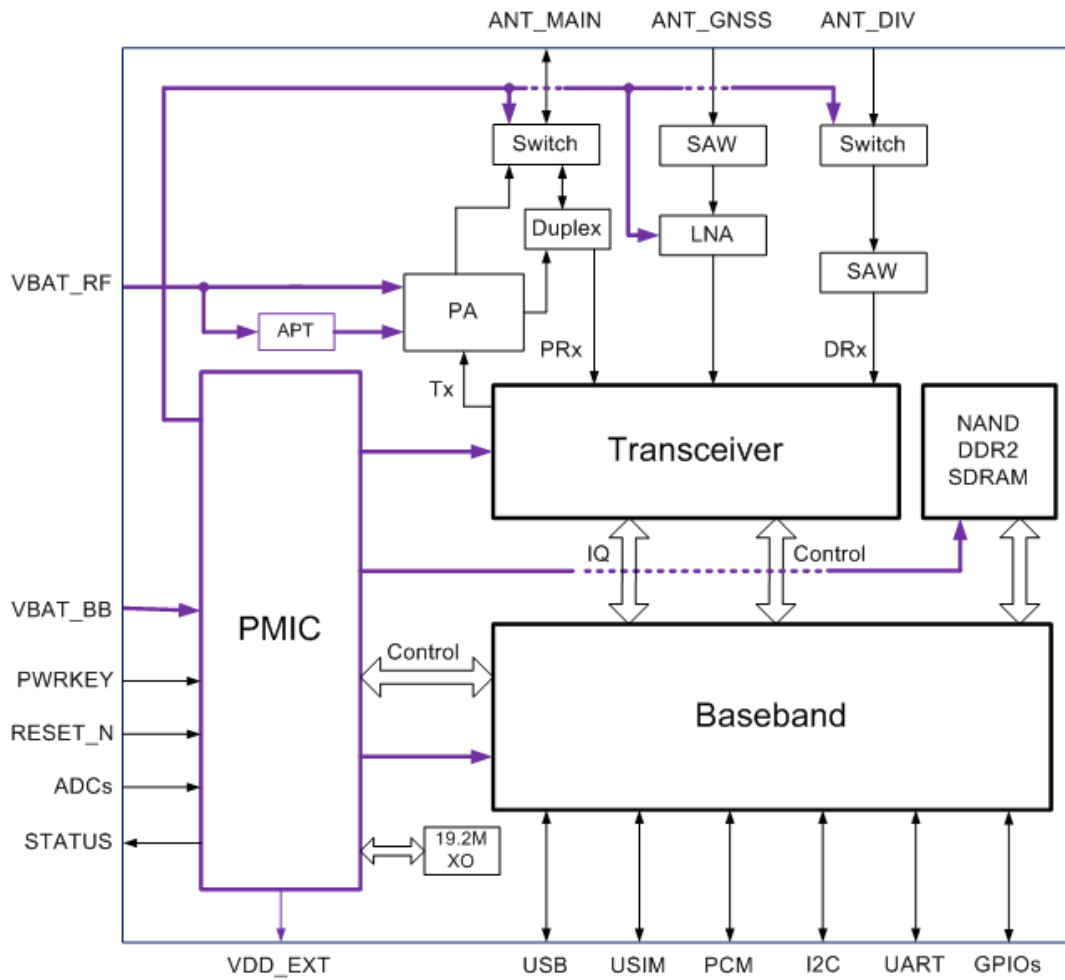 ANT_MAIN ANT_GNSS ANT_DIV
Switch
SAW
Switch
Duplex
LNA
SAW
VBAT_RF
PA
APT
PRx
DRx
Tx
Transceiver
NAND
DDR2
SDRAM
IQ
Control
VBAT_BB
PMIC
Control
PWRKEY
Baseband
RESET_N
ADCs
STATUS
19.2M
XO
VDD_EXT USB USIM PCM I2C UART GPIOs